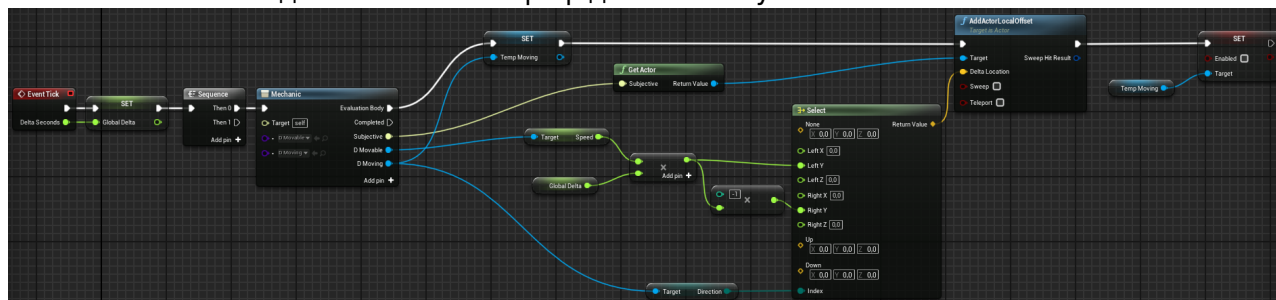 SET
Temp Moving
f AddActorLocalOffset
Target is Actor
Target
Sweep Hit Result
Delta Location
Sweep
Teleport
SET
Enabled
Target
Temp Moving
f Get Actor
Subjective
Return Value
Event Tick
Delta Seconds
SET
Global Delta
Sequence
Then 0
Then 1
Add pin +
Mechanic
Evaluation Body
Target self
Completed
Subjective
D Movable
D Movable
D Moving
D Moving
Add pin +
Target
Speed
Global Delta
×
Add pin +
-1
×
Select
None
Return Value
X 0,0 Y 0,0 Z 0,0
Left X 0,0
Left Y
Left Z 0,0
Right X 0,0
Right Y
Right Z 0,0
Up
X 0,0 Y 0,0 Z 0,0
Down
X 0,0 Y 0,0 Z 0,0
Index
Target
Direction